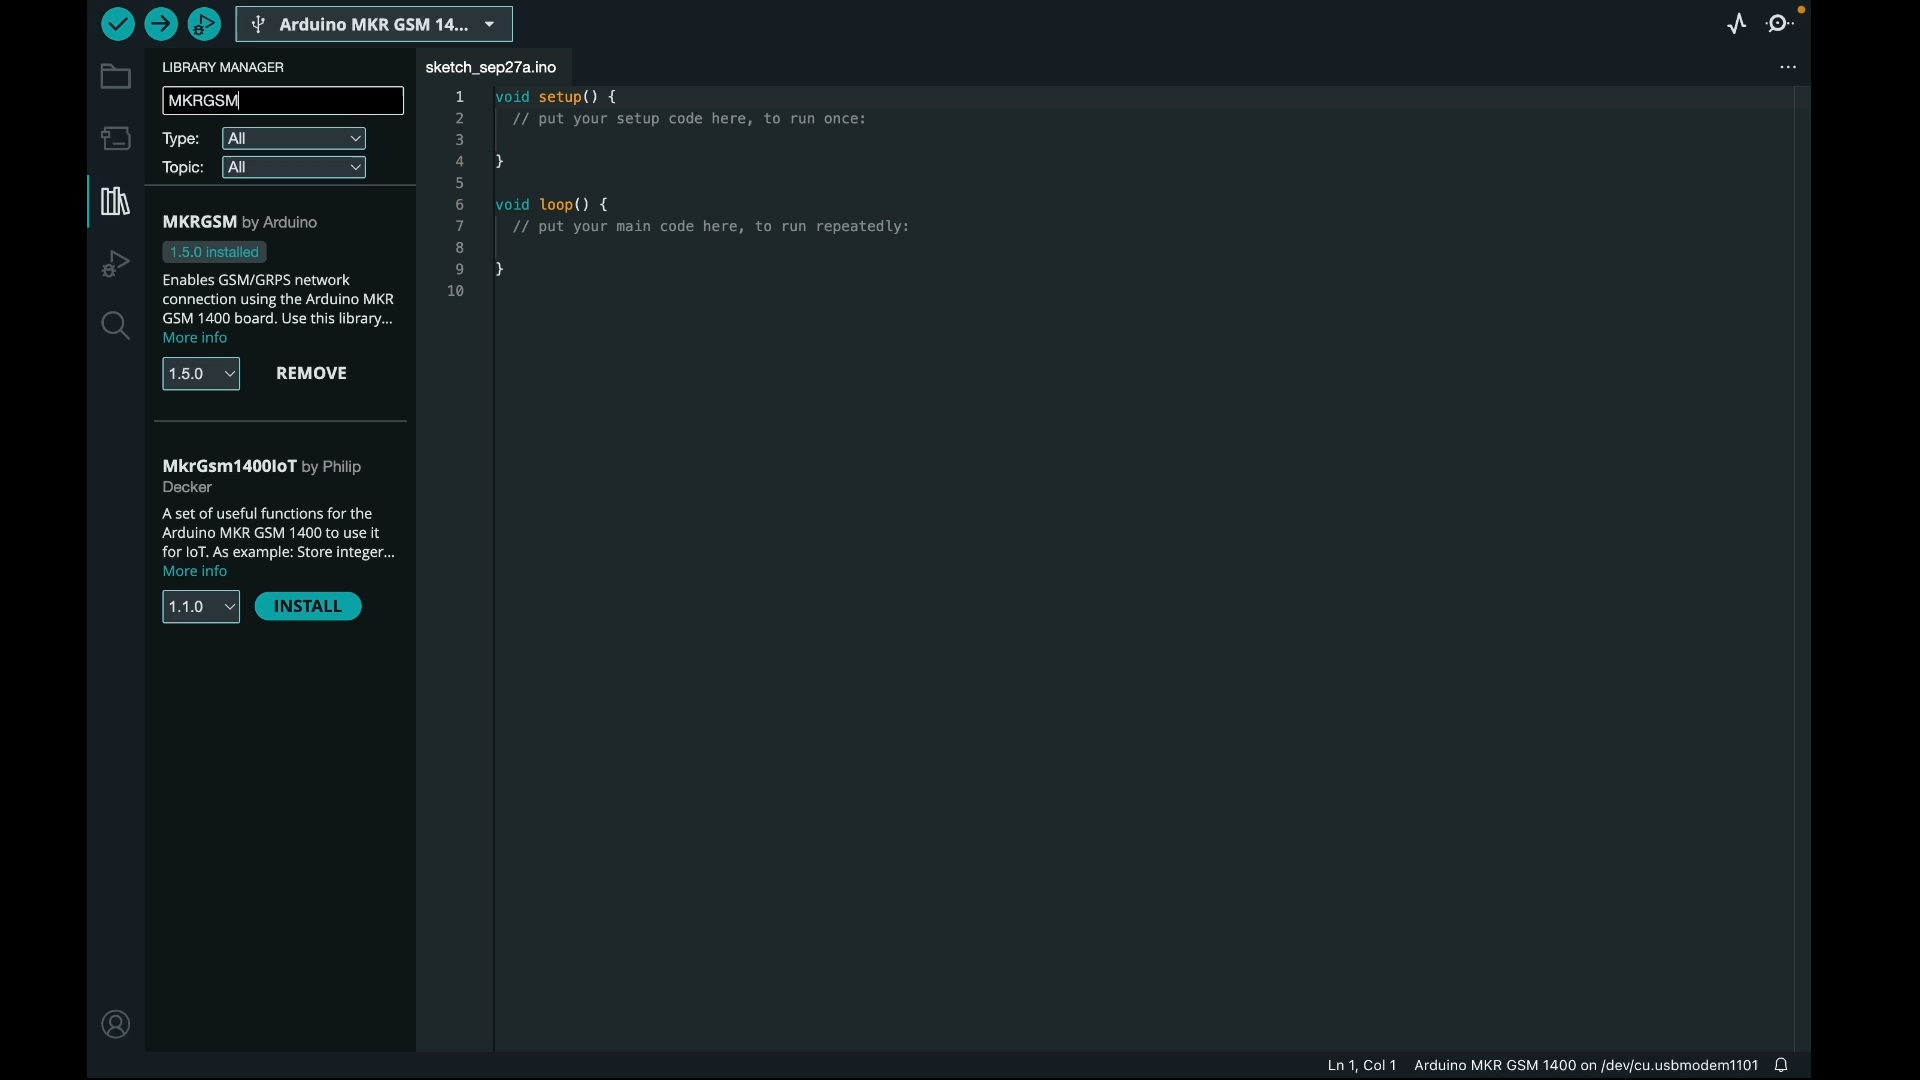 Arduino MKR GSM 14...
LIBRARY MANAGER
MKRGSM
Type: All
Topic: All
MKRGSM by Arduino
1.5.0 installed
Enables GSM/GRPS network
connection using the Arduino MKR
GSM 1400 board. Use this library...
More info
1.5.0 REMOVE
MkrGsm1400IoT by Philip
Decker
A set of useful functions for the
Arduino MKR GSM 1400 to use it
for IoT. As example: Store integer...
More info
1.1.0 INSTALL
sketch_sep27a.ino
1 void setup() {
2 // put your setup code here, to run once:
3
4 }
5
6 void loop() {
7 // put your main code here, to run repeatedly:
8
9 }
10
Ln 1, Col 1 Arduino MKR GSM 1400 on /dev/cu.usbmodem1101